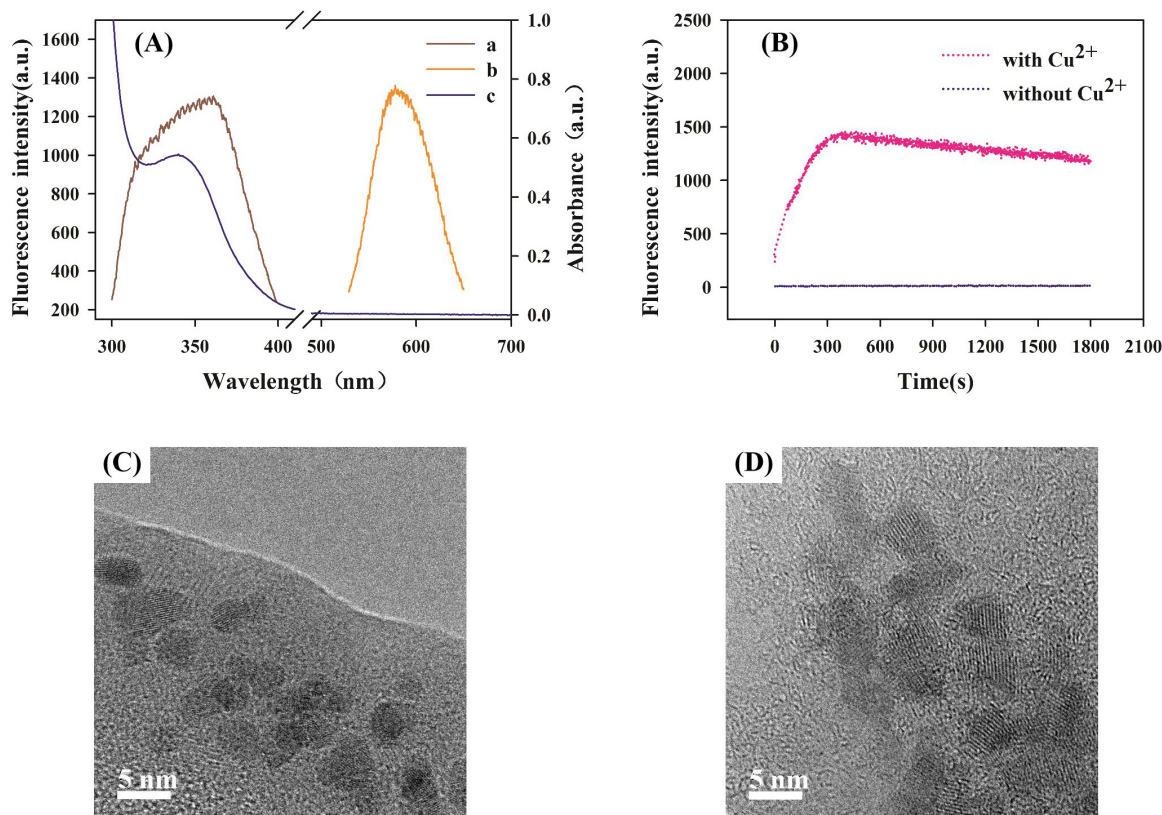 (A)
a
b
c
Fluorescence intensity(a.u.)
1600
1400
1200
1000
800
600
400
200
1.0
0.8
0.6
0.4
0.2
0.0
Absorbance (a.u.)
300 400 500 600 700
Wavelength (nm)
(B)
with Cu2+
without Cu2+
Fluorescence intensity(a.u.)
2500
2000
1500
1000
500
0
0 300 600 900 1200 1500 1800 2100
Time(s)
(C)
5 nm
(D)
5 nm